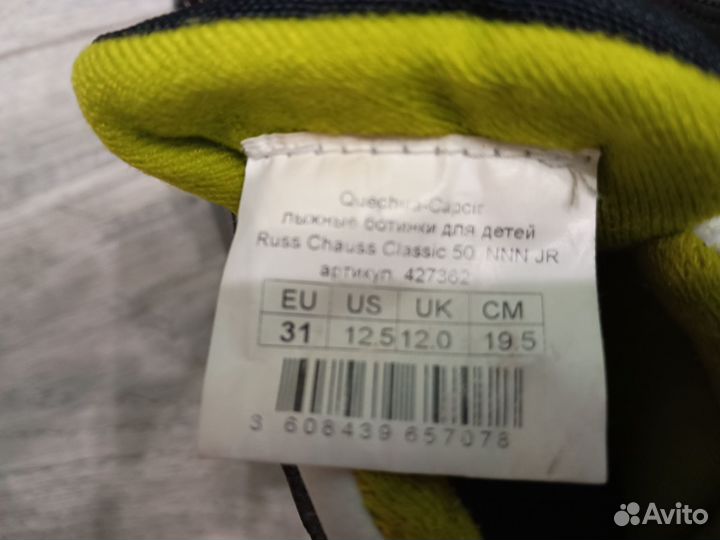 Quechua-Capcir
лыжные ботинки для детей
Russ Chauss Classic 50 NNN JR
артикул 427362
EU US UK CM
31 12.5 12.0 19.5
3 608439 657078
Avito